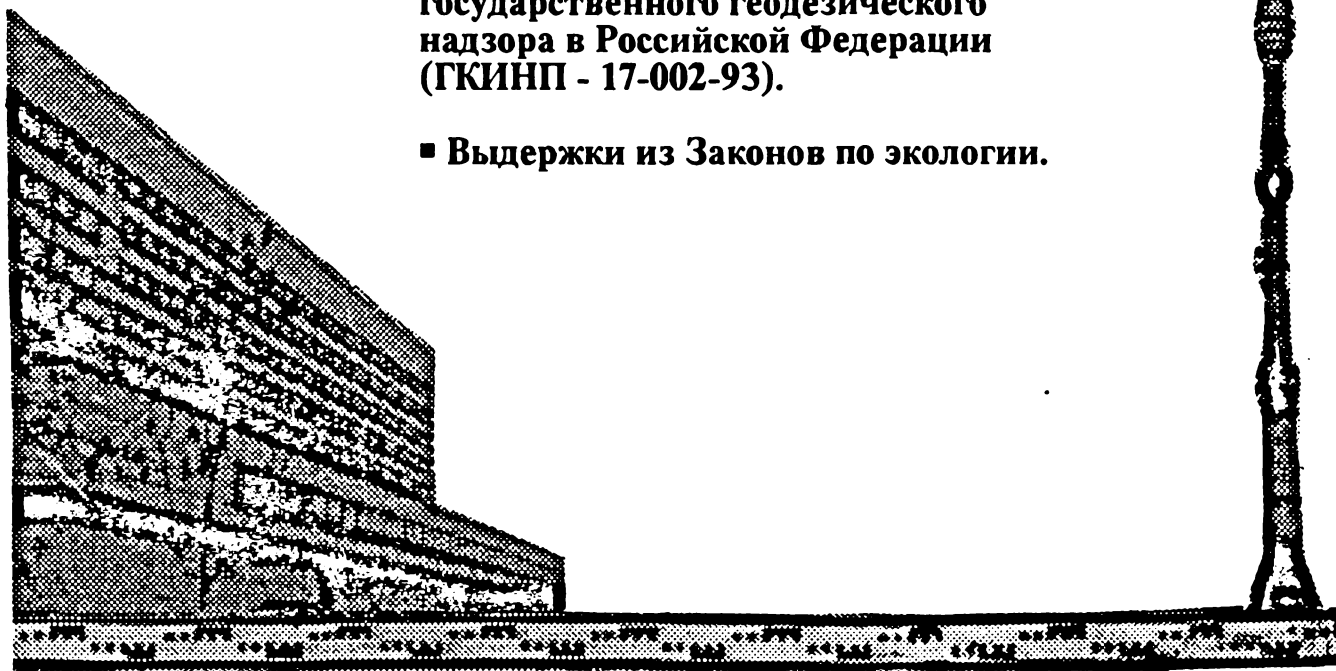 государственного геодезического
надзора в Российской Федерации
(ГКИНП - 17-002-93).
▪ Выдержки из Законов по экологии.